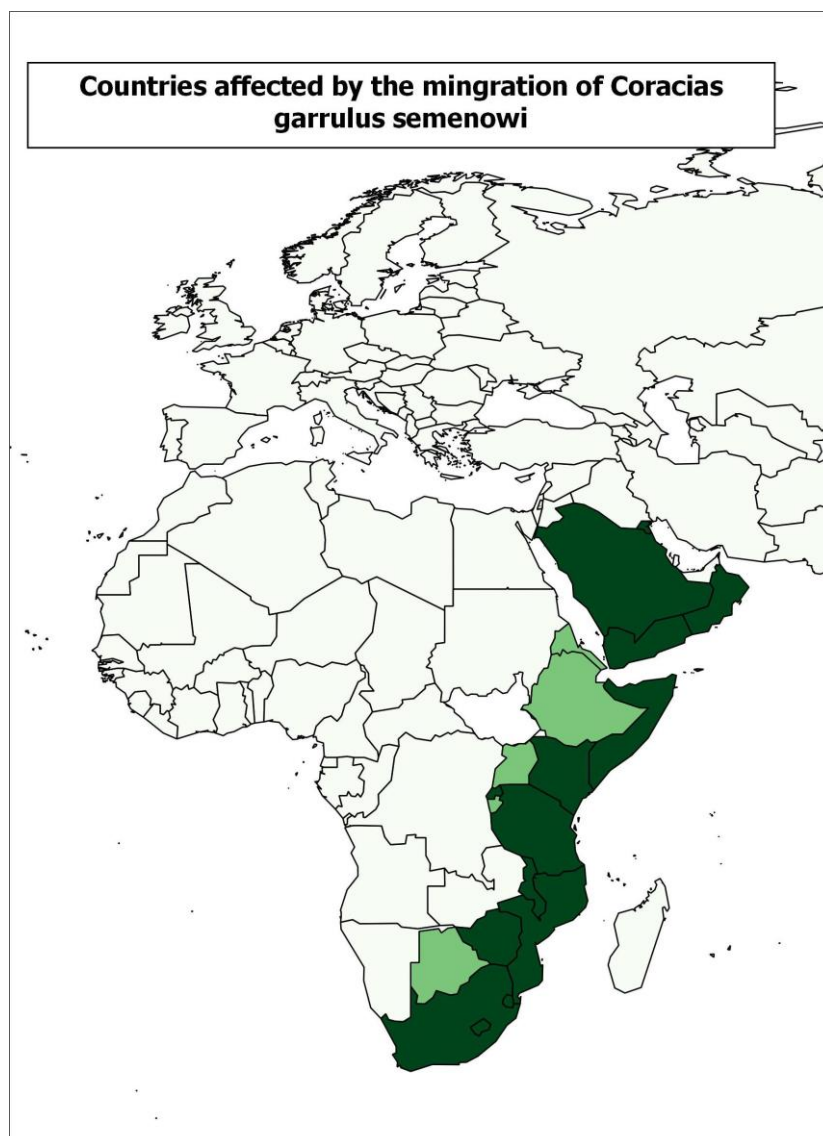 Countries affected by the mingration of Coracias
garrulus semenowi